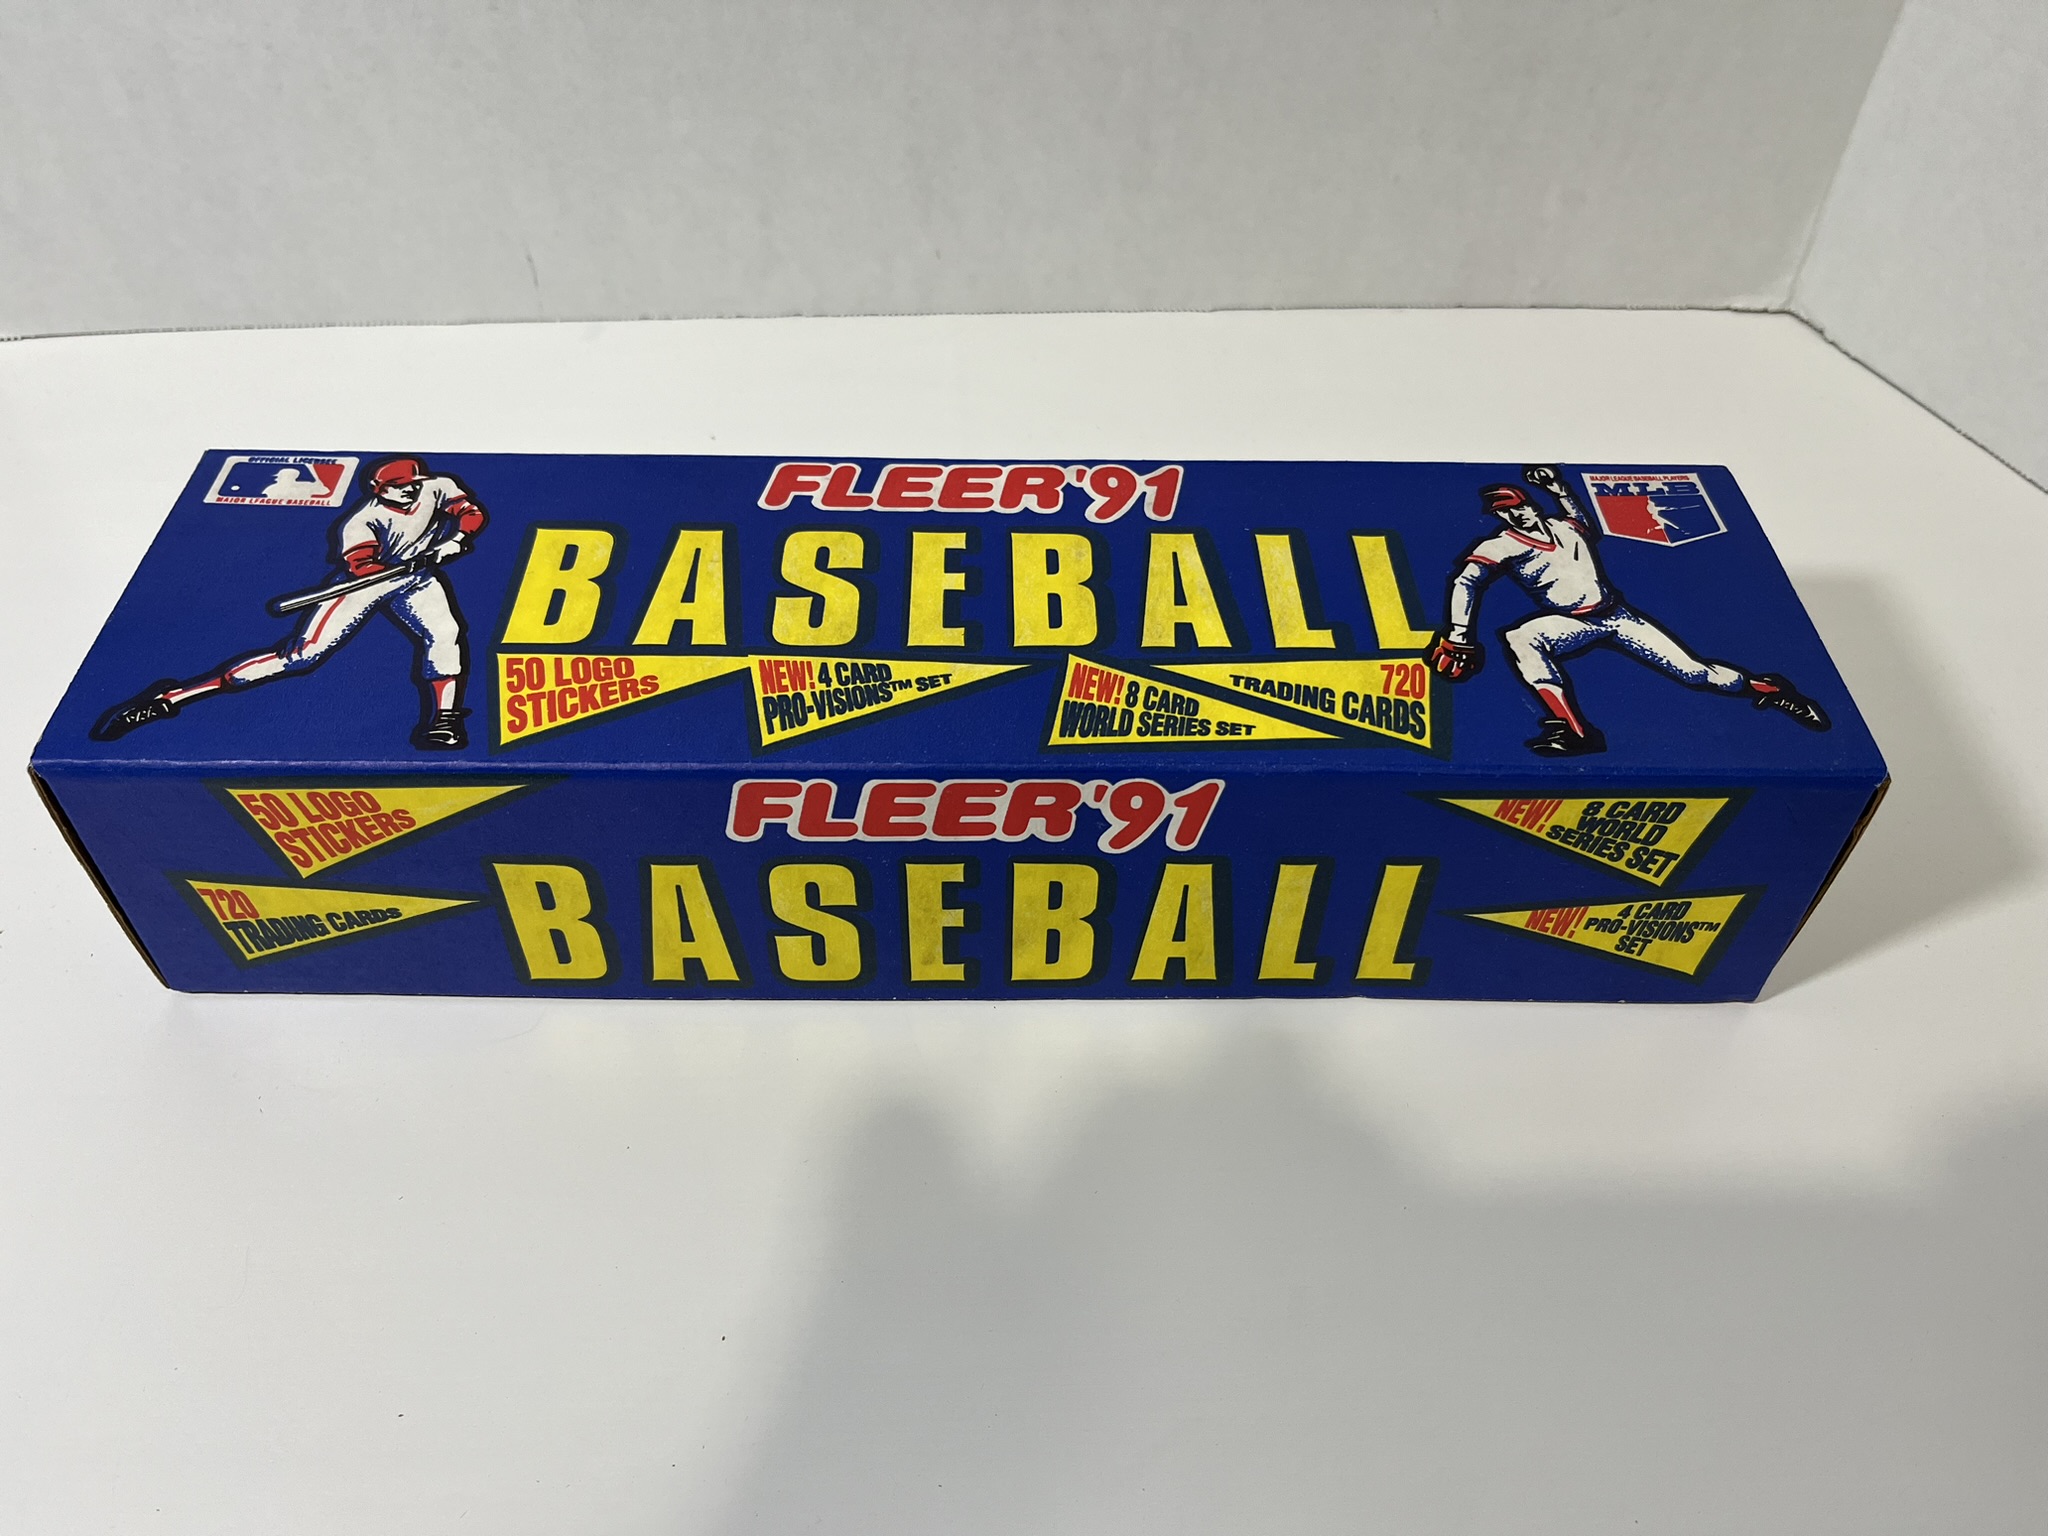 OFFICIAL LICENSEE
MAJOR LEAGUE BASEBALL
FLEER '91
MAJOR LEAGUE BASEBALL PLAYERS
MLB
BASEBALL
50 LOGO
STICKERS
NEW! 4 CARD
PRO-VISIONS™ SET
NEW! 8 CARD
WORLD SERIES SET
720
TRADING CARDS
50 LOGO
STICKERS
720
TRADING CARDS
FLEER '91
BASEBALL
NEW! 8 CARD
WORLD
SERIES SET
NEW! 4 CARD
PRO-VISIONS™
SET